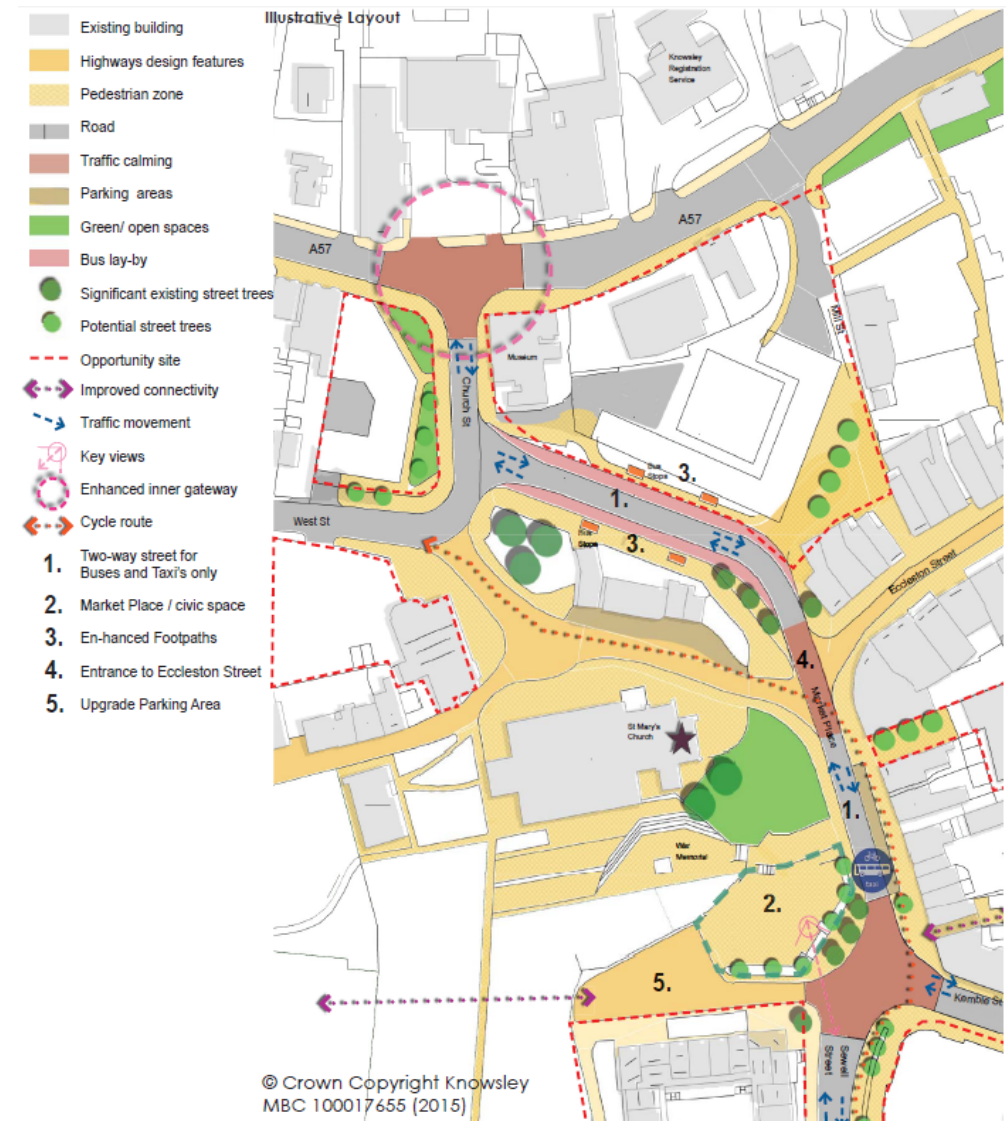 Illustrative Layout
Existing building
Highways design features
Pedestrian zone
Road
Traffic calming
Parking areas
Green/ open spaces
Bus lay-by
Significant existing street trees
Potential street trees
Opportunity site
Improved connectivity
Traffic movement
Key views
Enhanced inner gateway
Cycle route
1. Two-way street for
Buses and Taxi's only
2. Market Place / civic space
3. En-hanced Footpaths
4. Entrance to Eccleston Street
5. Upgrade Parking Area
Knowsley
Registration
Service
A57
A57
Mill St
Museum
Church St
3.
Bus
Stops
1.
West St
Bus
Stops
3.
Eccleston Street
4.
Market Place
St Mary's
Church
1.
War
Memorial
taxi
2.
5.
Kemble St
Sewell
Street
© Crown Copyright Knowsley
MBC 100017655 (2015)